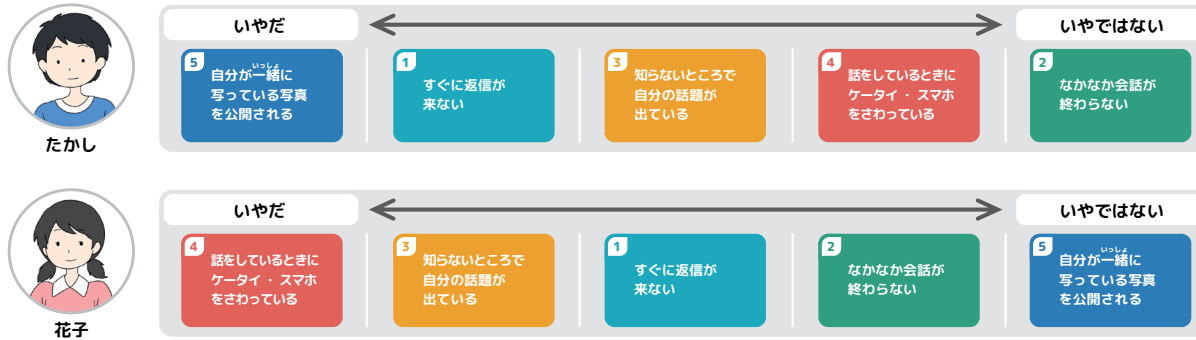 いやだ
いやではない
5
いっしょ
自分が一緒に
写っている写真
を公開される
1
すぐに返信が
来ない
3
知らないところで
自分の話題が
出ている
4
話をしているときに
ケータイ・スマホ
をさわっている
2
なかなか会話が
終わらない
たかし
いやだ
いやではない
4
話をしているときに
ケータイ・スマホ
をさわっている
3
知らないところで
自分の話題が
出ている
1
すぐに返信が
来ない
2
なかなか会話が
終わらない
5
いっしょ
自分が一緒に
写っている写真
を公開される
花子